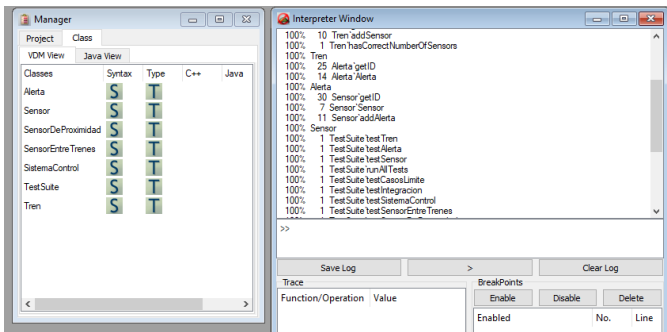 Manager
Project Class
VDM View Java View
Classes Syntax Type C++ Java
Alerta S T
Sensor S T
SensorDeProximidad S T
SensorEntreTrenes S T
SistemaControl S T
TestSuite S T
Tren S T
Interpreter Window
100% 10 Tren`addSensor
100% 1 Tren`hasCorrectNumberOfSensors
100% Tren
100% 25 Alerta`getID
100% 14 Alerta`Alerta
100% Alerta
100% 30 Sensor`getID
100% 7 Sensor`Sensor
100% 11 Sensor`addAlerta
100% Sensor
100% 1 TestSuite`testTren
100% 1 TestSuite`testAlerta
100% 1 TestSuite`testSensor
100% 1 TestSuite`runAllTests
100% 1 TestSuite`testCasosLimite
100% 1 TestSuite`testIntegracion
100% 1 TestSuite`testSistemaControl
100% 1 TestSuite`testSensorEntreTrenes
>>
Save Log > Clear Log
Trace
Function/Operation Value
BreakPoints
Enable Disable Delete
Enabled No. Line